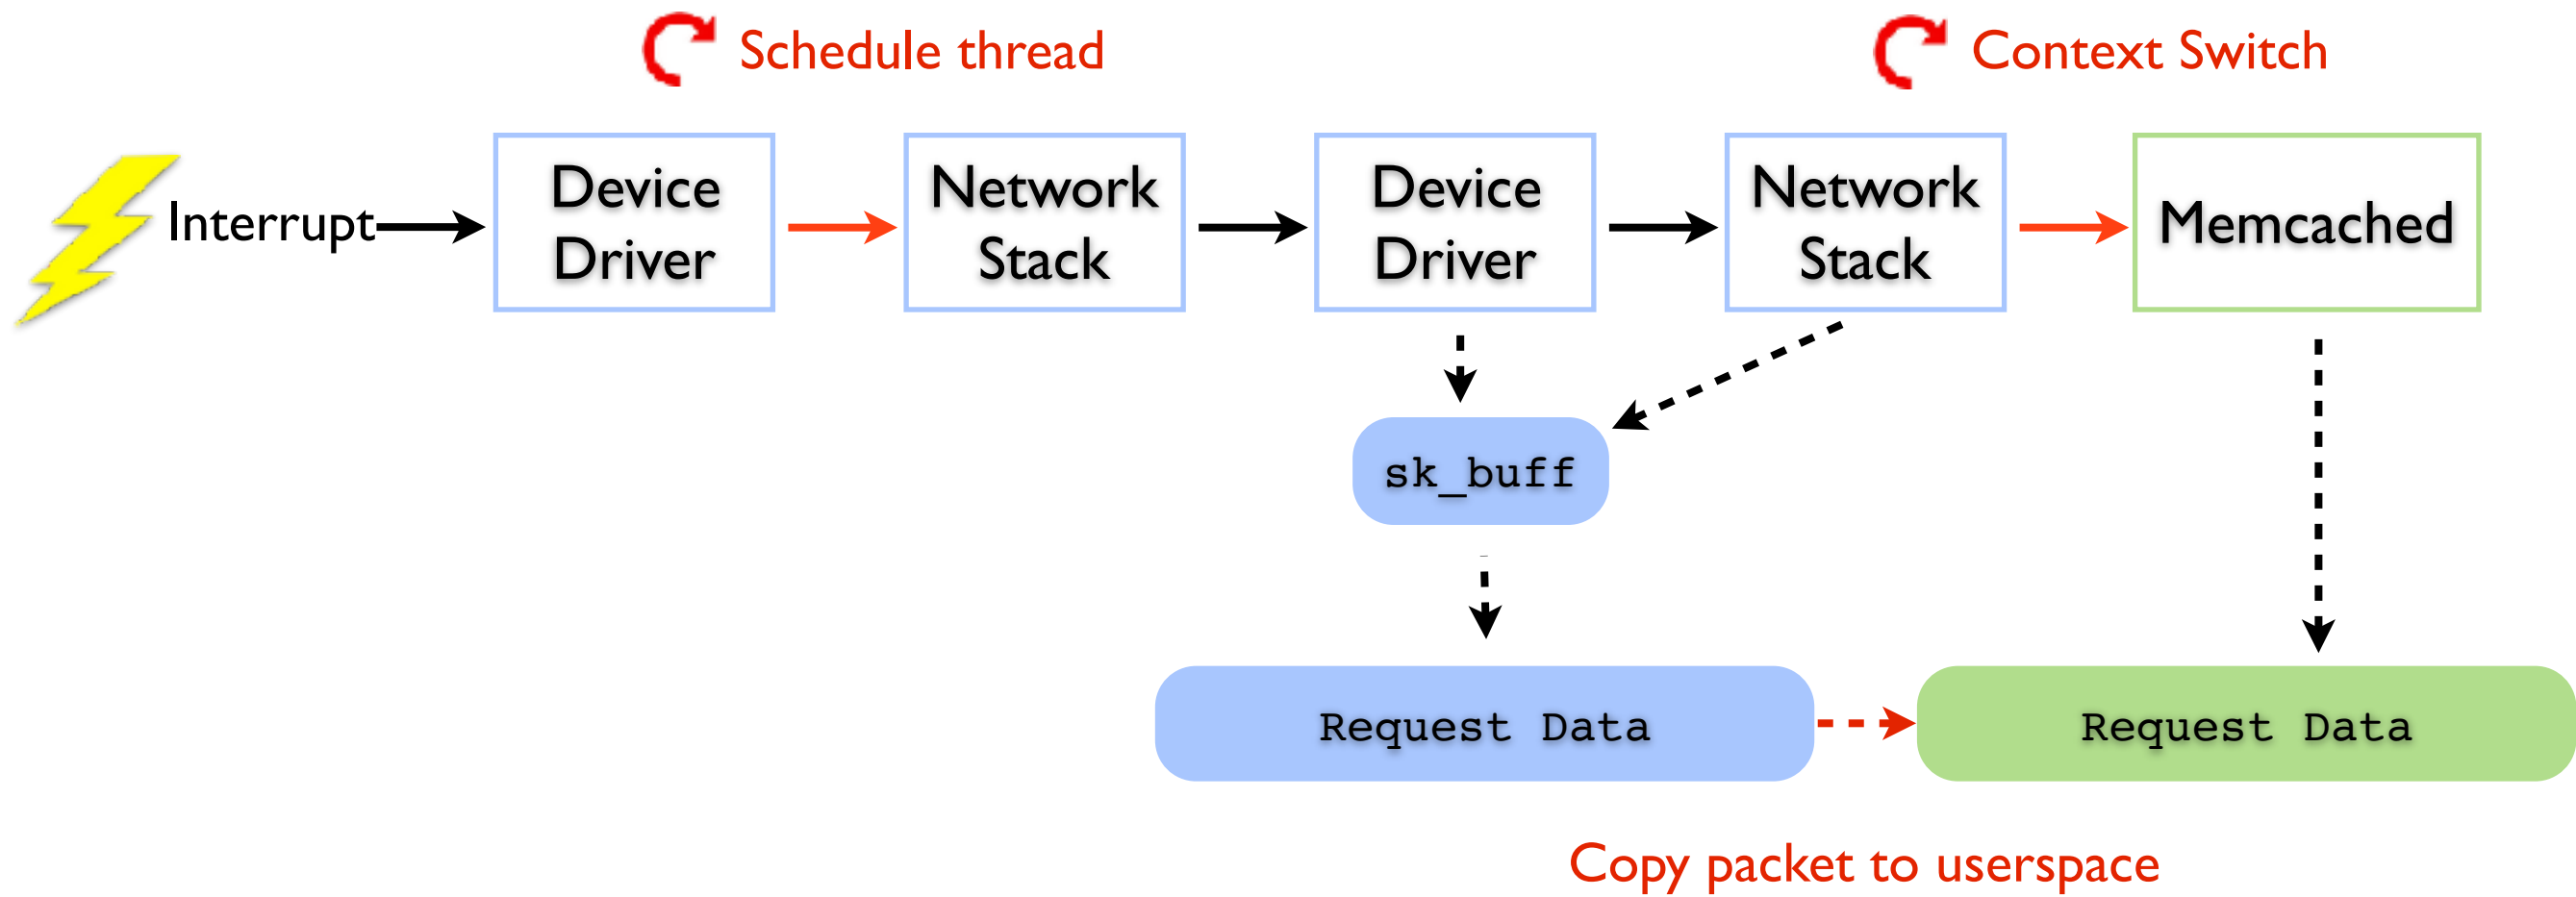 Schedule thread
Context Switch
Interrupt
Device
Driver
Network
Stack
Device
Driver
Network
Stack
Memcached
sk_buff
Request Data
Request Data
Copy packet to userspace